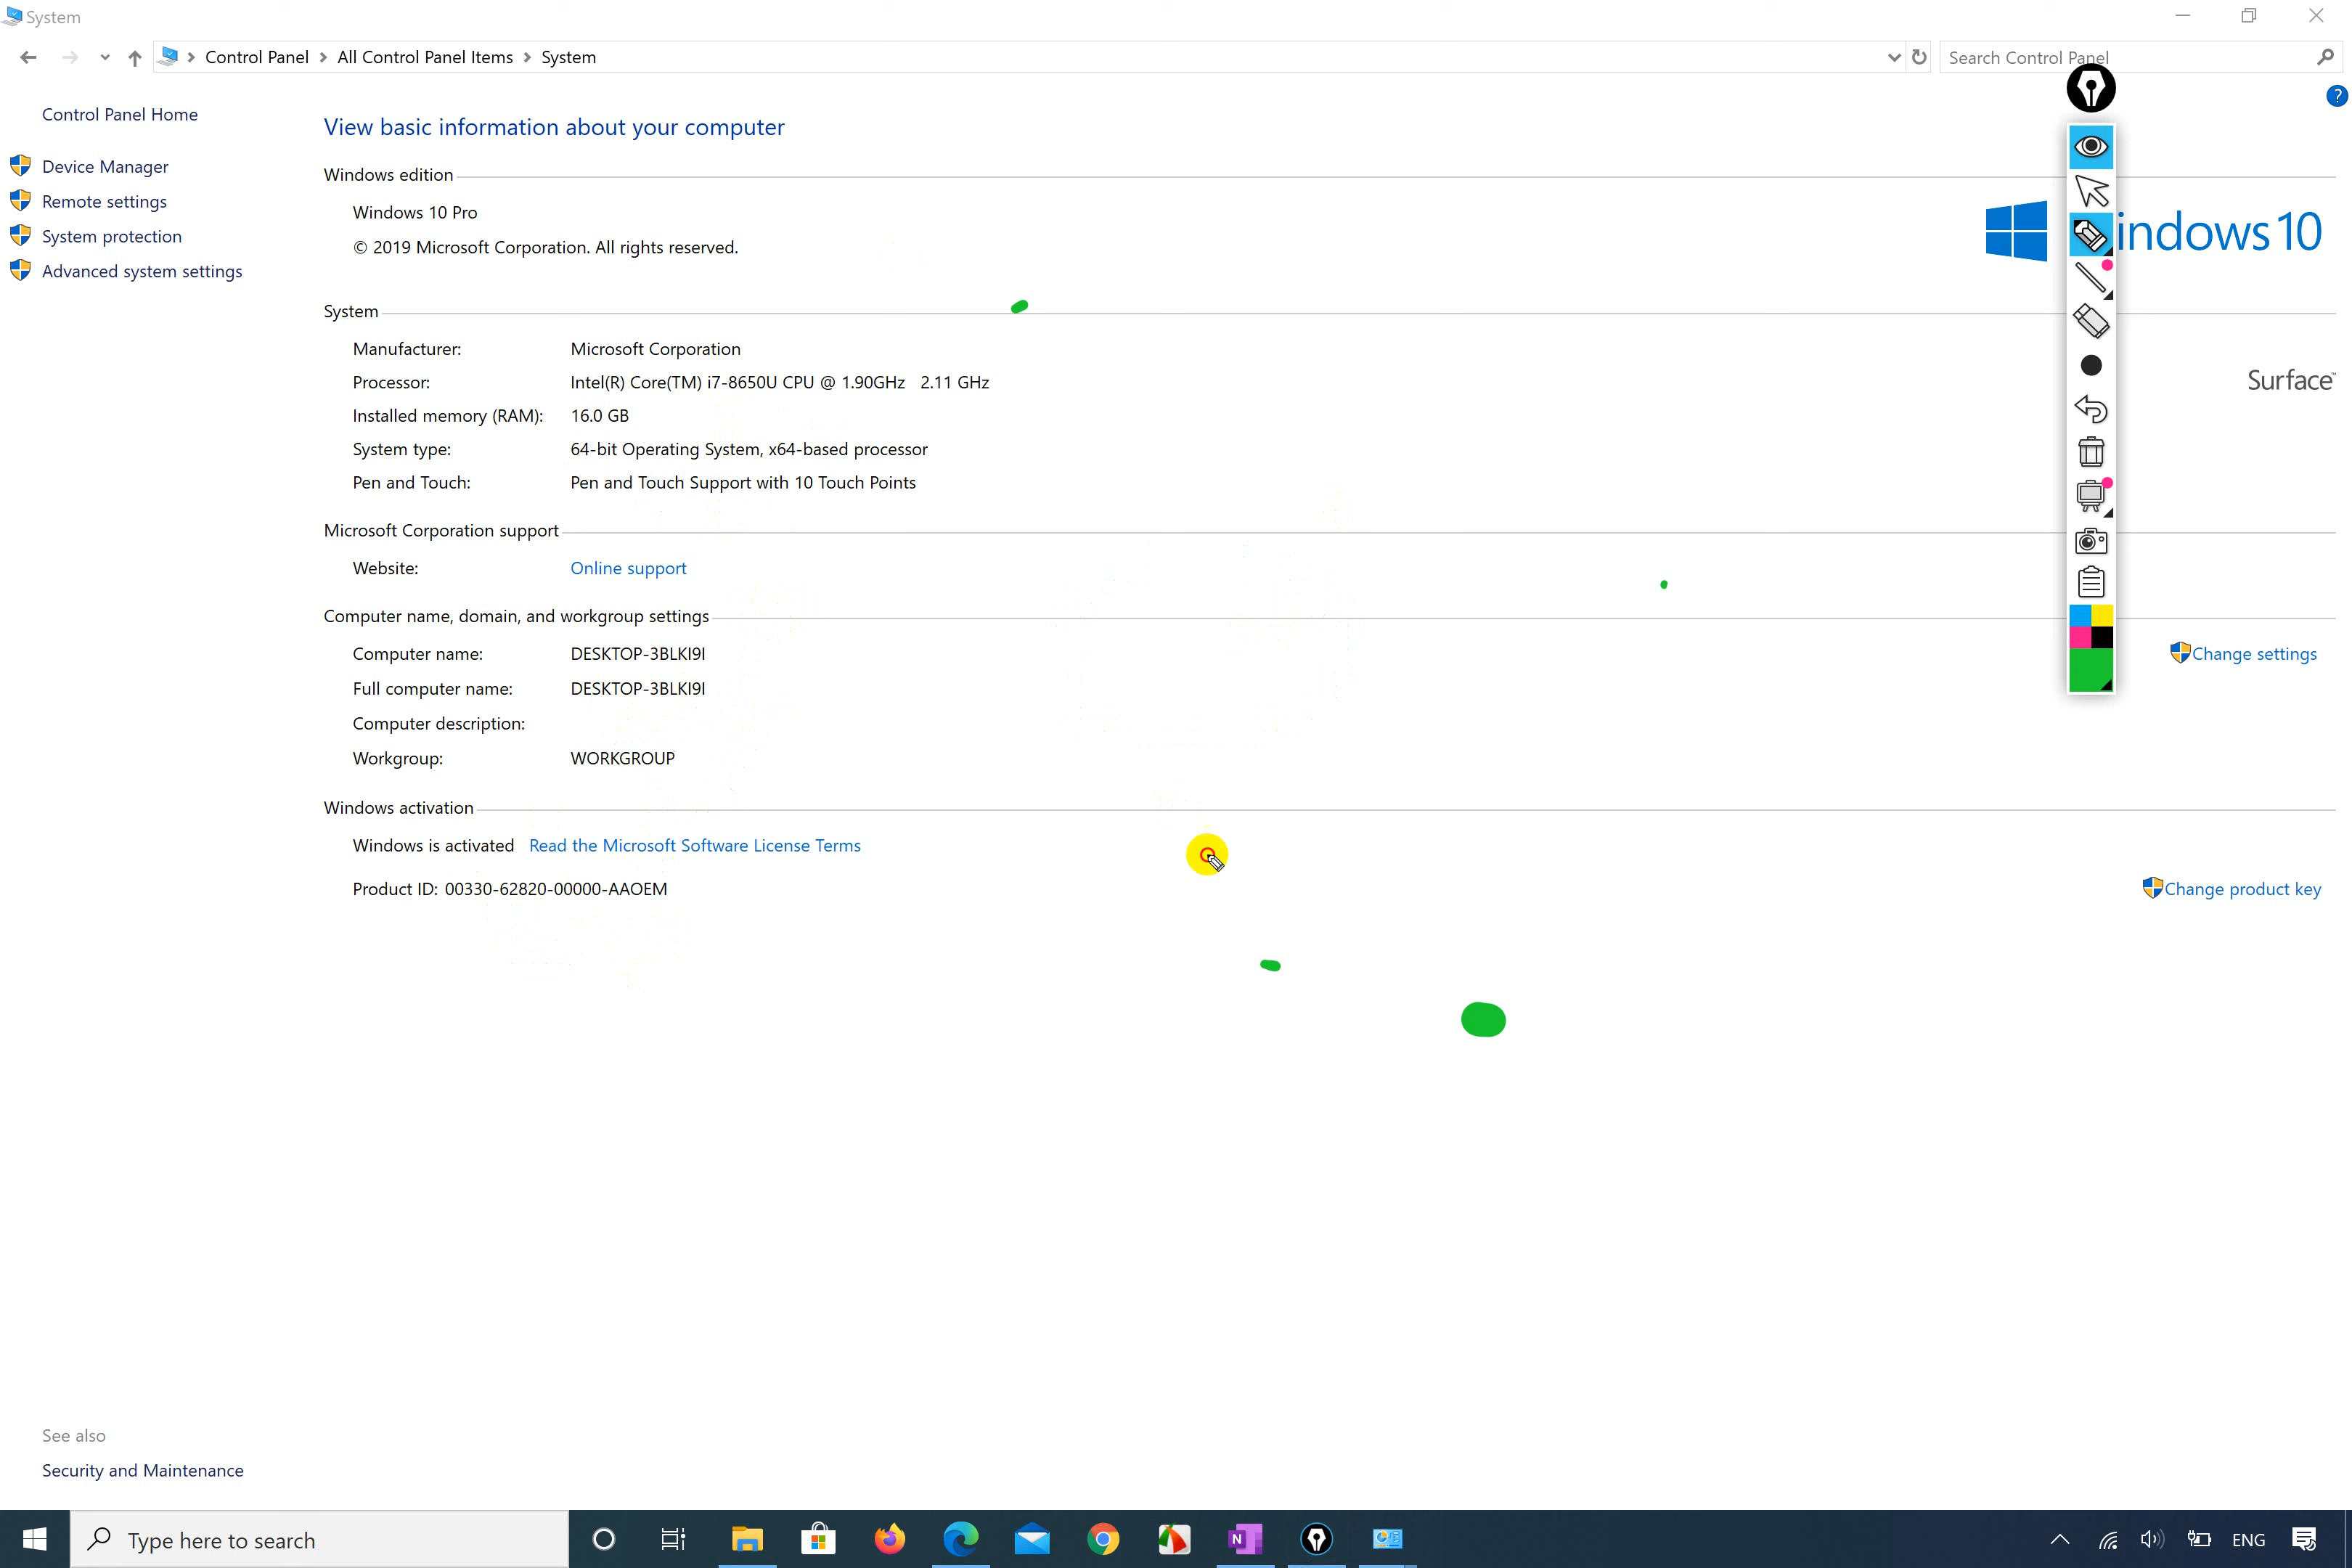 System
Control Panel > All Control Panel Items > System
Search Control Panel
?
Control Panel Home
Device Manager
Remote settings
System protection
Advanced system settings
View basic information about your computer
Windows edition
Windows 10 Pro
© 2019 Microsoft Corporation. All rights reserved.
indows 10
System
Manufacturer: Microsoft Corporation
Processor: Intel(R) Core(TM) i7-8650U CPU @ 1.90GHz 2.11 GHz
Installed memory (RAM): 16.0 GB
System type: 64-bit Operating System, x64-based processor
Pen and Touch: Pen and Touch Support with 10 Touch Points
Surface™
Microsoft Corporation support
Website: Online support
Computer name, domain, and workgroup settings
Computer name: DESKTOP-3BLKI9I
Change settings
Full computer name: DESKTOP-3BLKI9I
Computer description:
Workgroup: WORKGROUP
Windows activation
Windows is activated Read the Microsoft Software License Terms
Product ID: 00330-62820-00000-AAOEM
Change product key
See also
Security and Maintenance
Type here to search
N
ENG